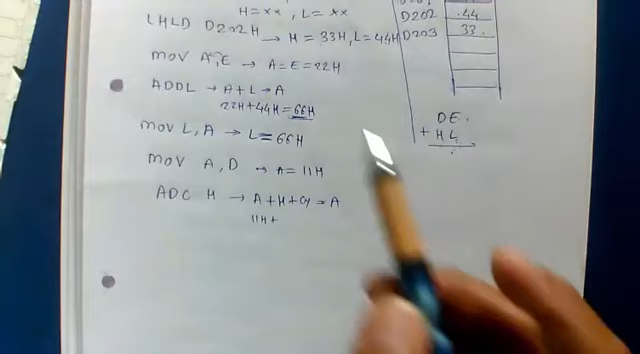 H=xx , L=xx
LHLD D202H → H = 33H, L=44H
MOV A,E → A=E=22H
ADDL → A+L→A
22H+44H=66H
MOV L,A → L=66H
MOV A,D → A=11H
ADC H → A+H+CY=A
11H+
D202 44
D203 33
DE
+ HL